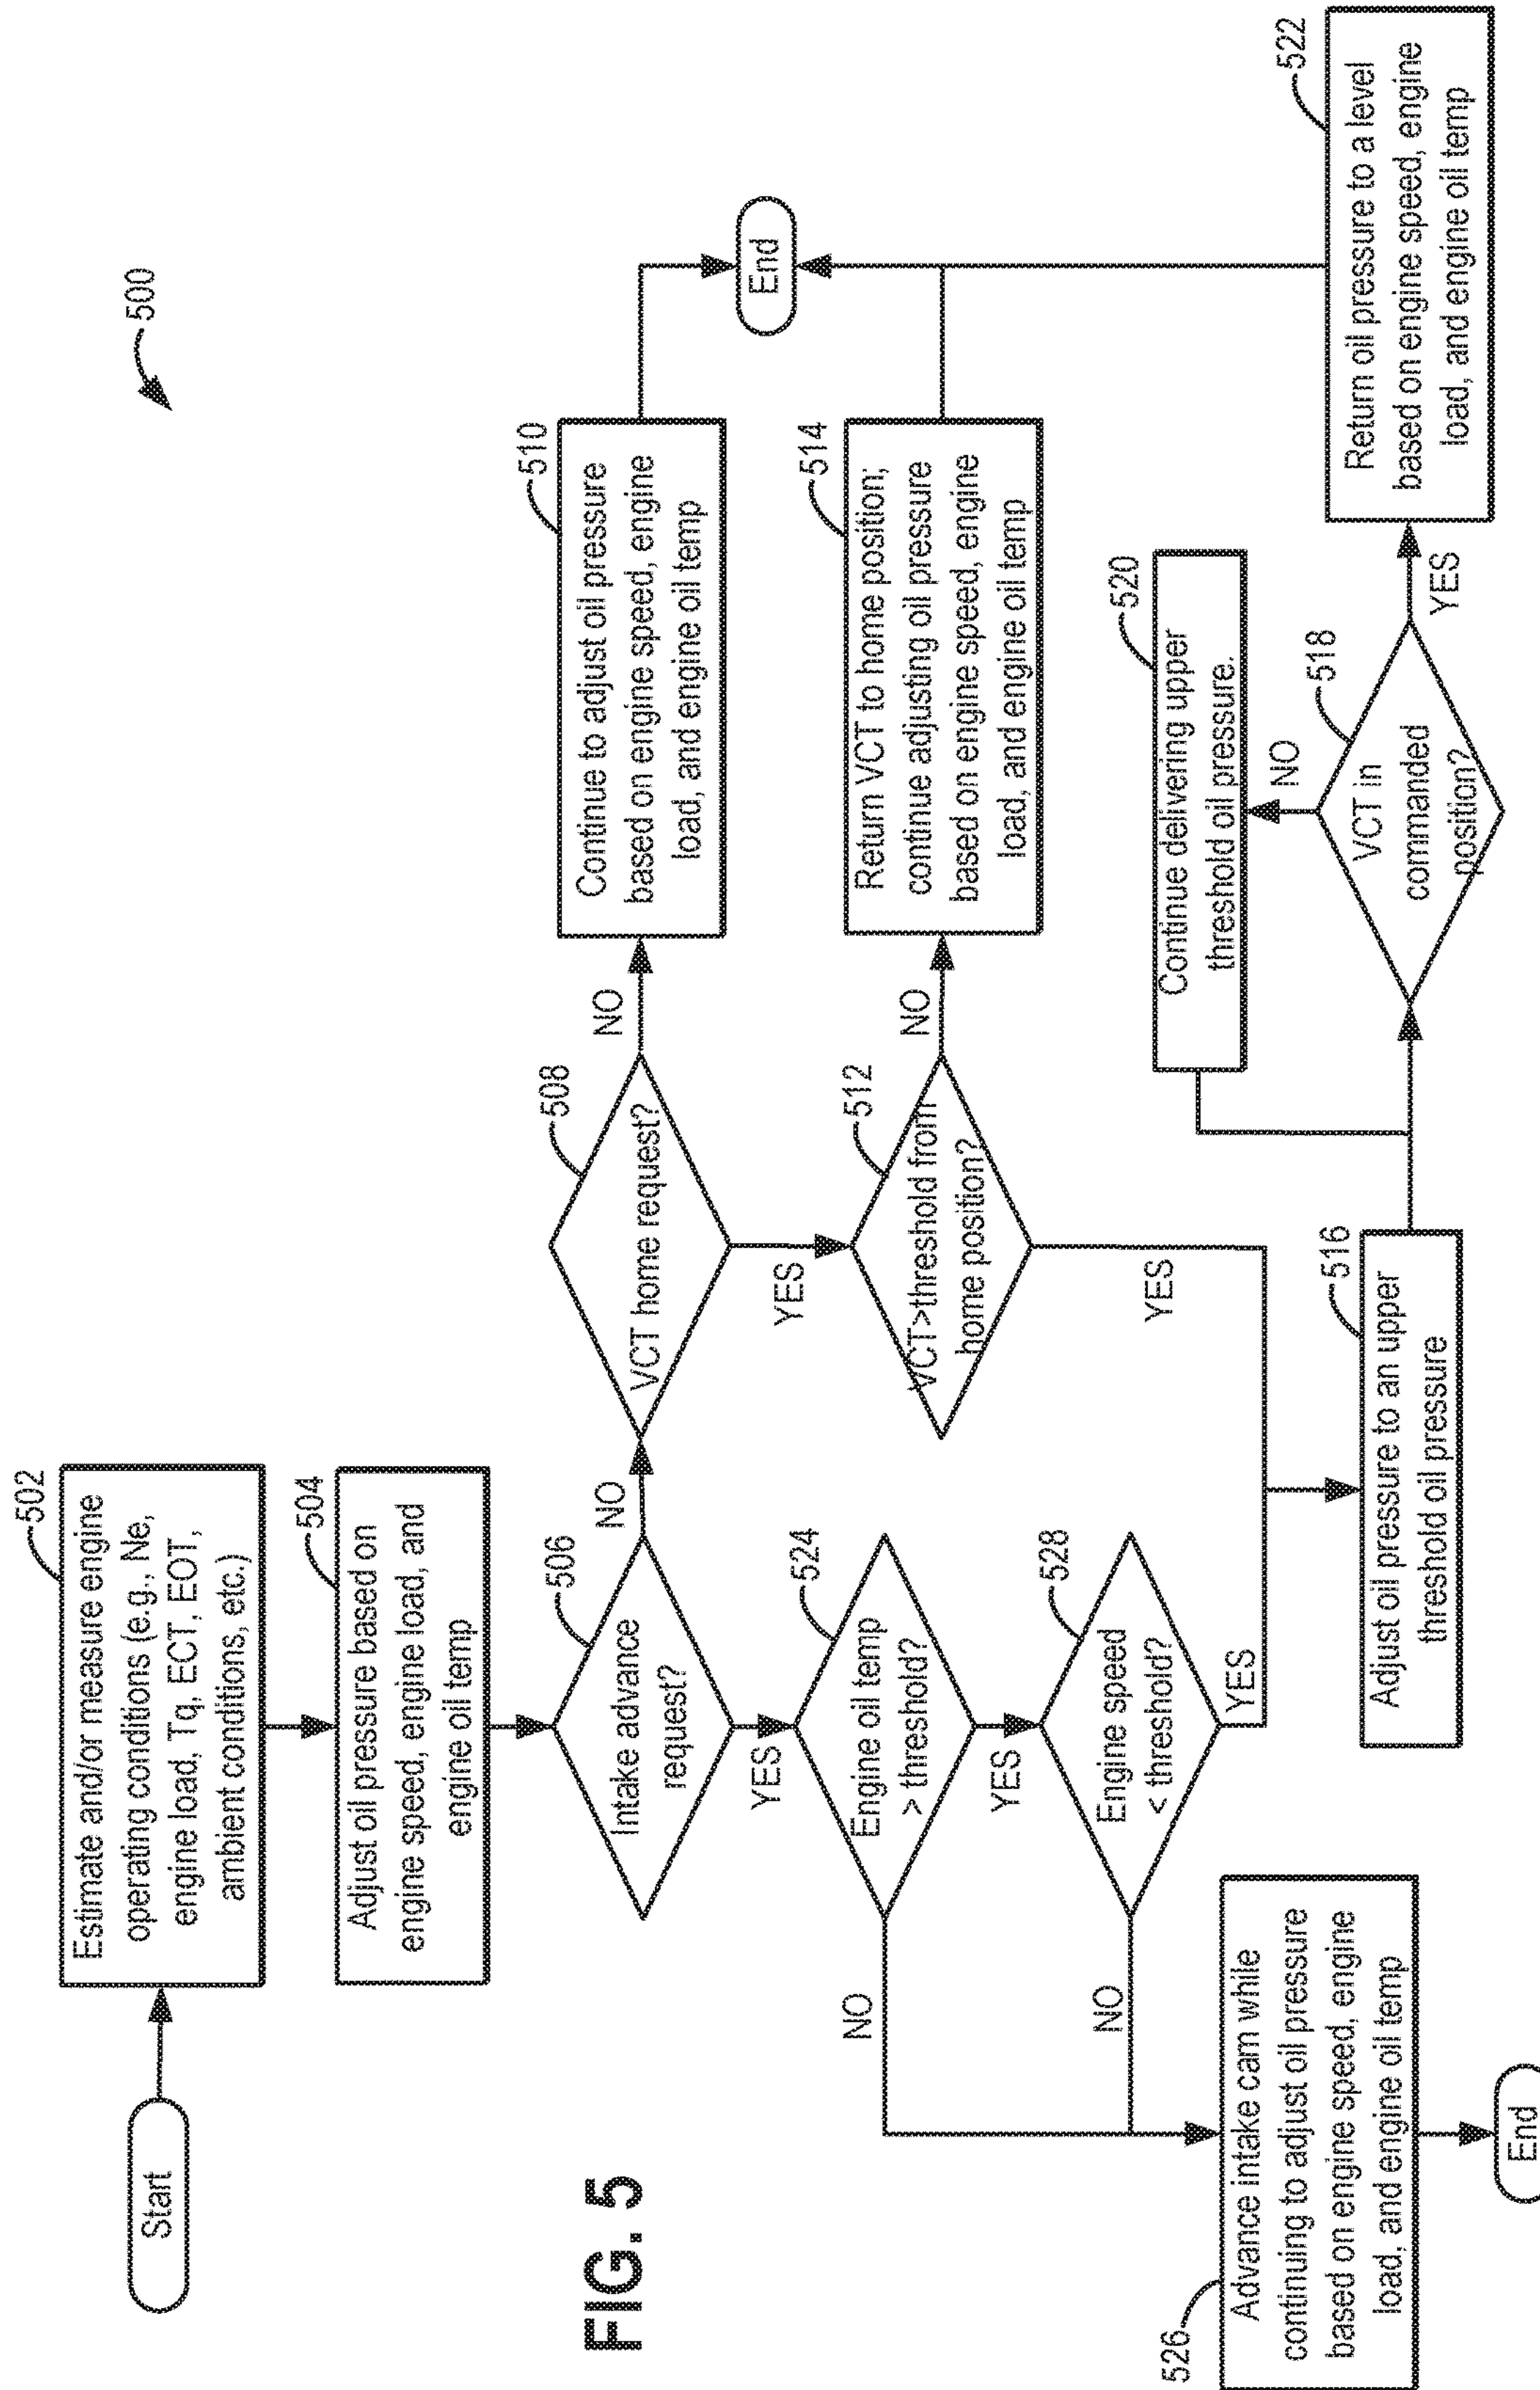 500
Start
502
Estimate and/or measure engine
operating conditions (e.g., Ne,
engine load, Tq, ECT, EOT,
ambient conditions, etc.)
504
Adjust oil pressure based on
engine speed, engine load, and
engine oil temp
506
Intake advance
request?
NO
YES
508
VCT home request?
NO
YES
510
Continue to adjust oil pressure
based on engine speed, engine
load, and engine oil temp
End
512
VCT>threshold from
home position?
NO
YES
514
Return VCT to home position;
continue adjusting oil pressure
based on engine speed, engine
load, and engine oil temp
524
Engine oil temp
> threshold?
NO
YES
528
Engine speed
< threshold?
NO
YES
526
Advance intake cam while
continuing to adjust oil pressure
based on engine speed, engine
load, and engine oil temp
End
516
Adjust oil pressure to an upper
threshold oil pressure
518
VCT in
commanded
position?
NO
YES
520
Continue delivering upper
threshold oil pressure.
522
Return oil pressure to a level
based on engine speed, engine
load, and engine oil temp
FIG. 5